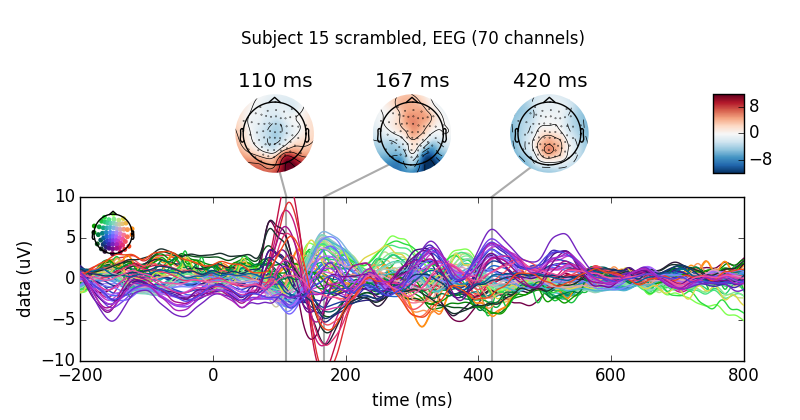 Subject 15 scrambled, EEG (70 channels)
110 ms
167 ms
420 ms
8
0
−8
10
5
0
−5
−10
data (uV)
−200
0
200
400
600
800
time (ms)